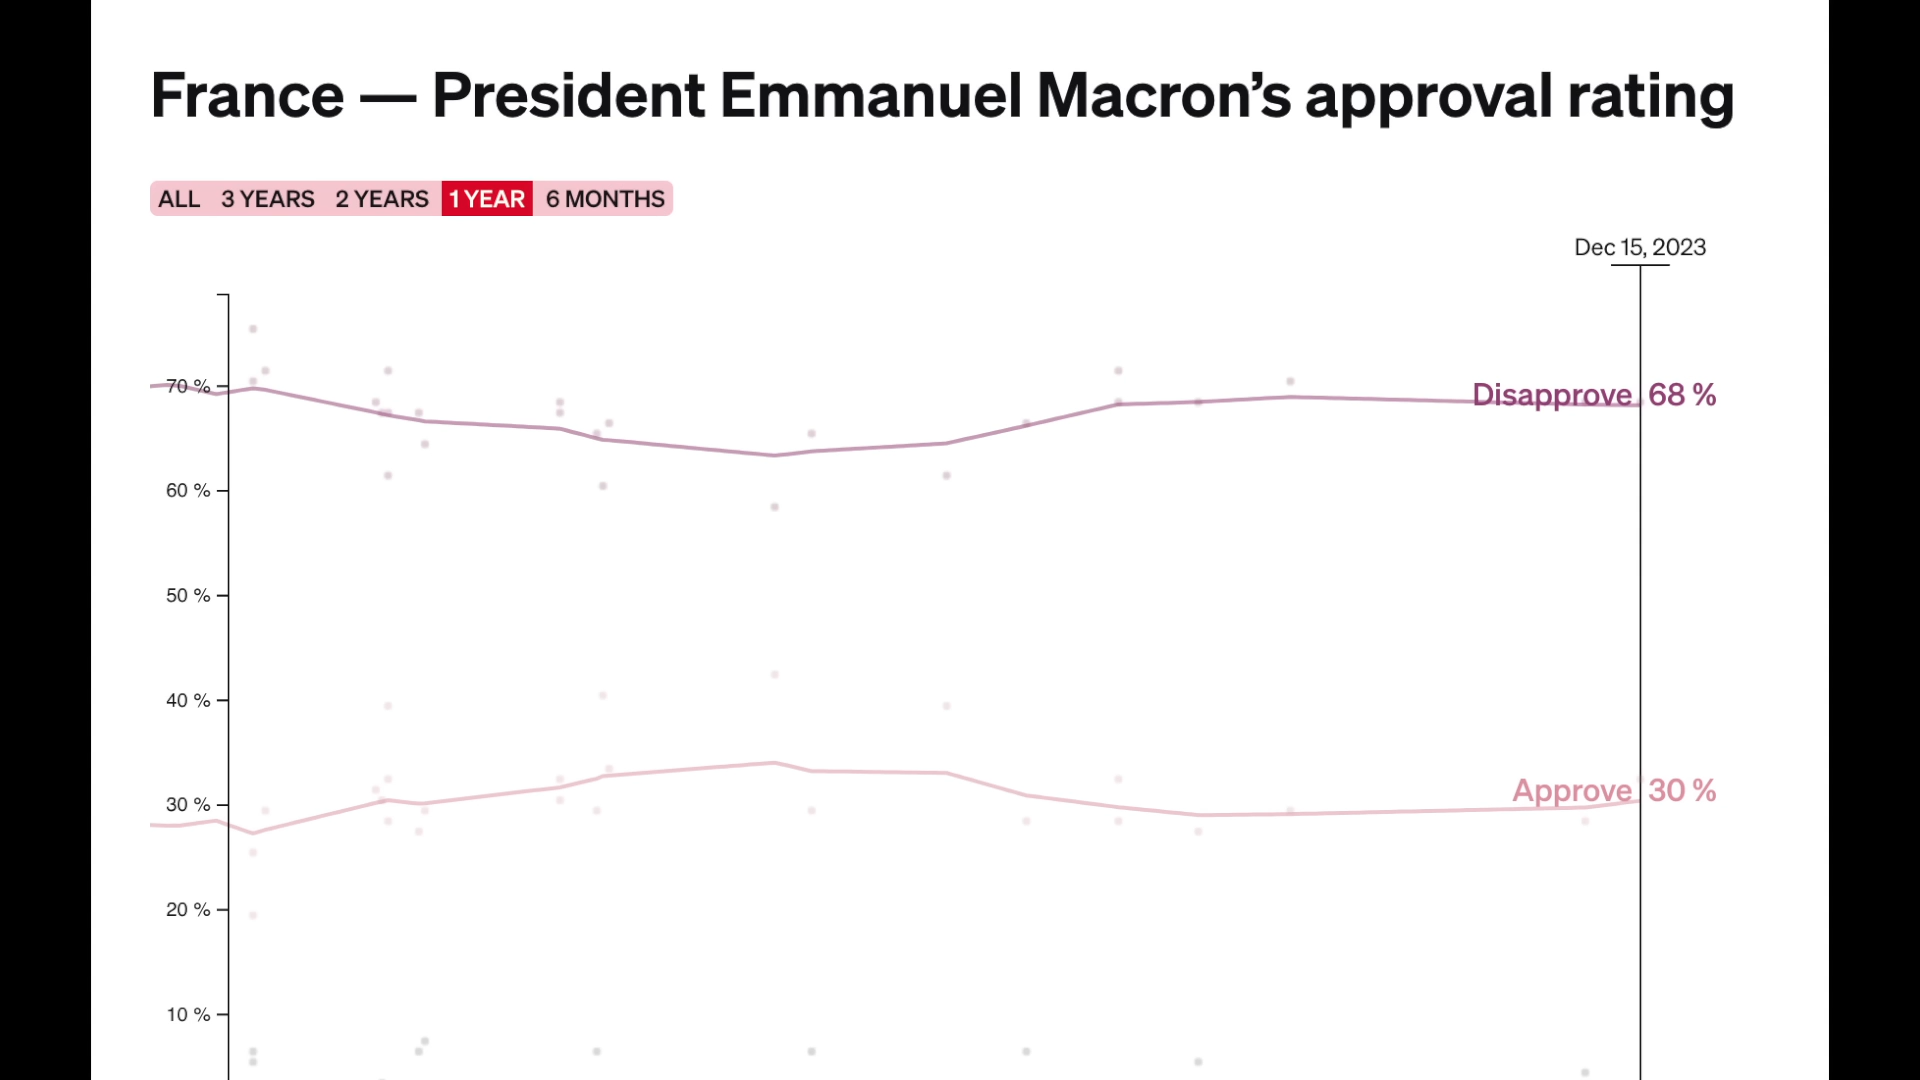 France — President Emmanuel Macron’s approval rating
ALL 3 YEARS 2 YEARS 1 YEAR 6 MONTHS
Dec 15, 2023
70 %
Disapprove 68 %
60 %
50 %
40 %
Approve 30 %
30 %
20 %
10 %